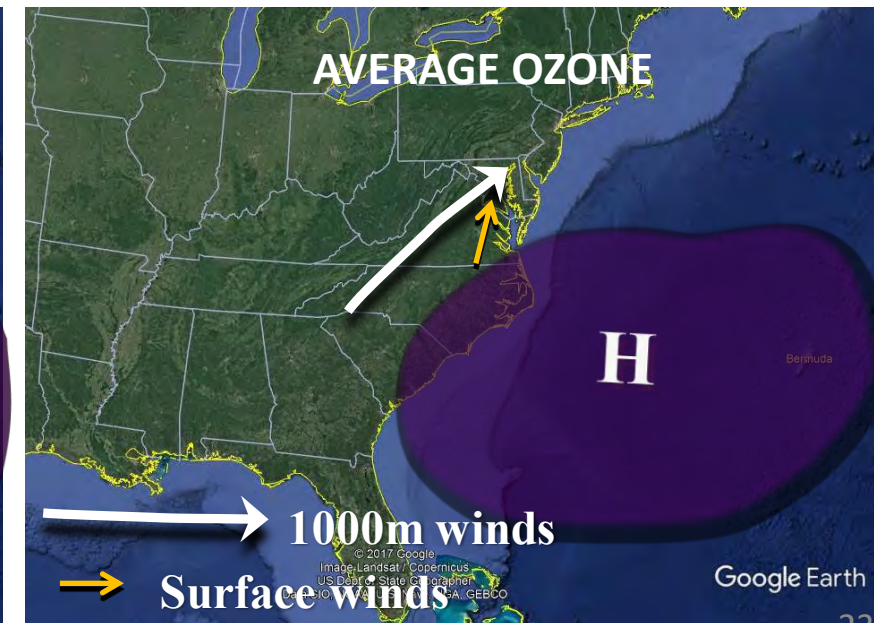 AVERAGE OZONE
H
Bermuda
1000m winds
© 2017 Google
Image Landsat / Copernicus
US Dept of State Geographer
Surface winds
GEBCO
Google Earth